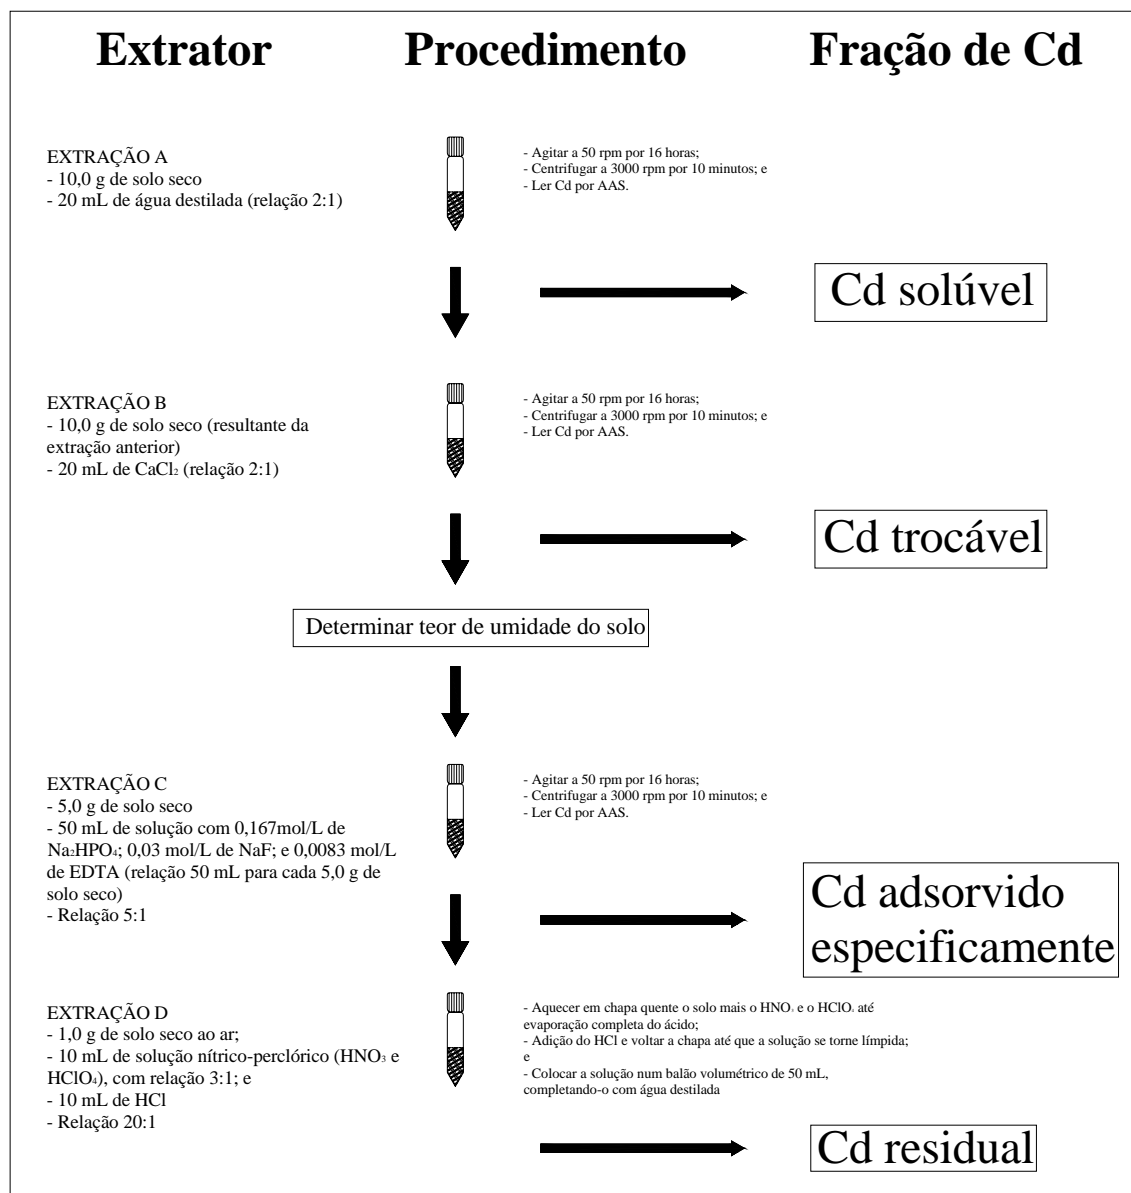 Extrator Procedimento Fração de Cd
EXTRAÇÃO A
- 10,0 g de solo seco
- 20 mL de água destilada (relação 2:1)
- Agitar a 50 rpm por 16 horas;
- Centrifugar a 3000 rpm por 10 minutos; e
- Ler Cd por AAS.
Cd solúvel
EXTRAÇÃO B
- 10,0 g de solo seco (resultante da
extração anterior)
- 20 mL de CaCl₂ (relação 2:1)
- Agitar a 50 rpm por 16 horas;
- Centrifugar a 3000 rpm por 10 minutos; e
- Ler Cd por AAS.
Cd trocável
Determinar teor de umidade do solo
EXTRAÇÃO C
- 5,0 g de solo seco
- 50 mL de solução com 0,167mol/L de
Na₂HPO₄; 0,03 mol/L de NaF; e 0,0083 mol/L
de EDTA (relação 50 mL para cada 5,0 g de
solo seco)
- Relação 5:1
- Agitar a 50 rpm por 16 horas;
- Centrifugar a 3000 rpm por 10 minutos; e
- Ler Cd por AAS.
Cd adsorvido
especificamente
EXTRAÇÃO D
- 1,0 g de solo seco ao ar;
- 10 mL de solução nítrico-perclórico (HNO₃ e
HClO₄), com relação 3:1; e
- 10 mL de HCl
- Relação 20:1
- Aquecer em chapa quente o solo mais o HNO₃ e o HClO₄ até
evaporação completa do ácido;
- Adição do HCl e voltar a chapa até que a solução se torne límpida;
e
- Colocar a solução num balão volumétrico de 50 mL,
completando-o com água destilada
Cd residual